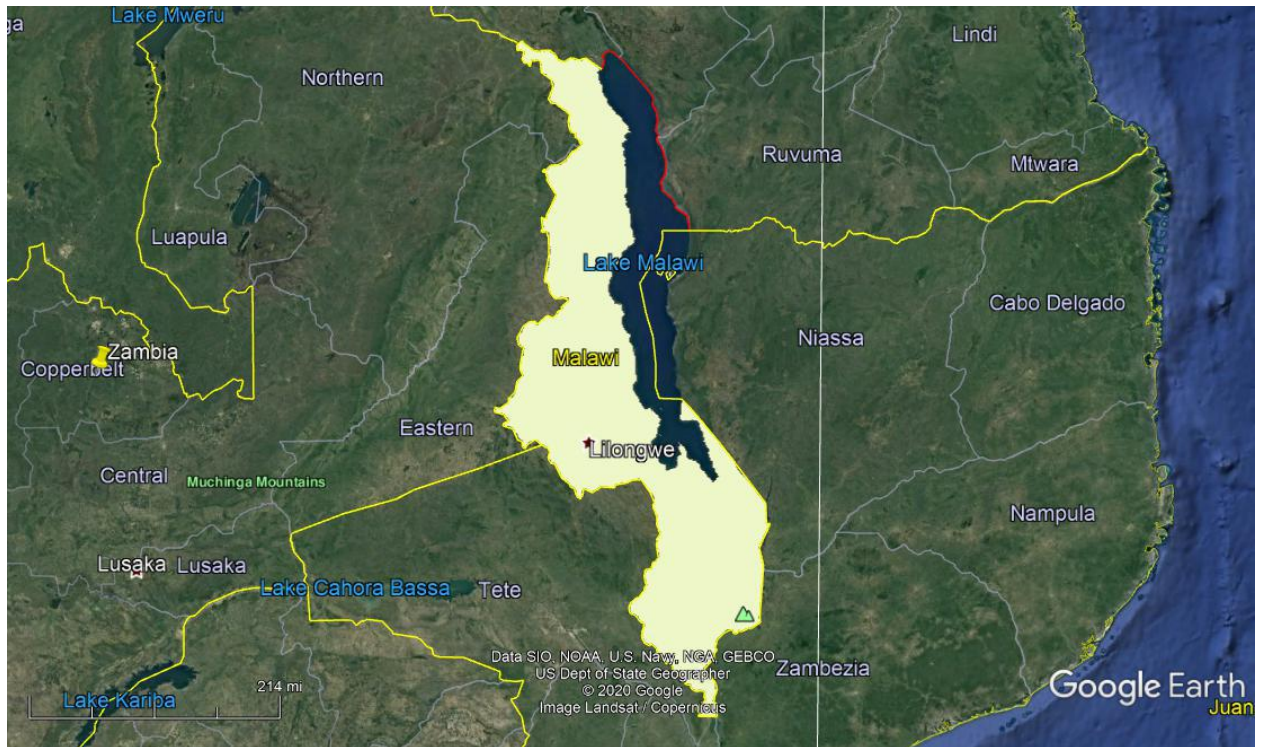 Lake Mweru
ga
Lindi
Northern
Ruvuma
Mtwara
Luapula
Lake Malawi
Cabo Delgado
Niassa
Zambia
Malawi
Copperbelt
Eastern
Lilongwe
Central
Muchinga Mountains
Nampula
Lusaka
Lusaka
Lake Cahora Bassa
Tete
Data SIO, NOAA, U.S. Navy, NGA, GEBCO
US Dept of State Geographer
© 2020 Google
Image Landsat / Copernicus
Zambezia
214 mi
Lake Kariba
Google Earth
Juan